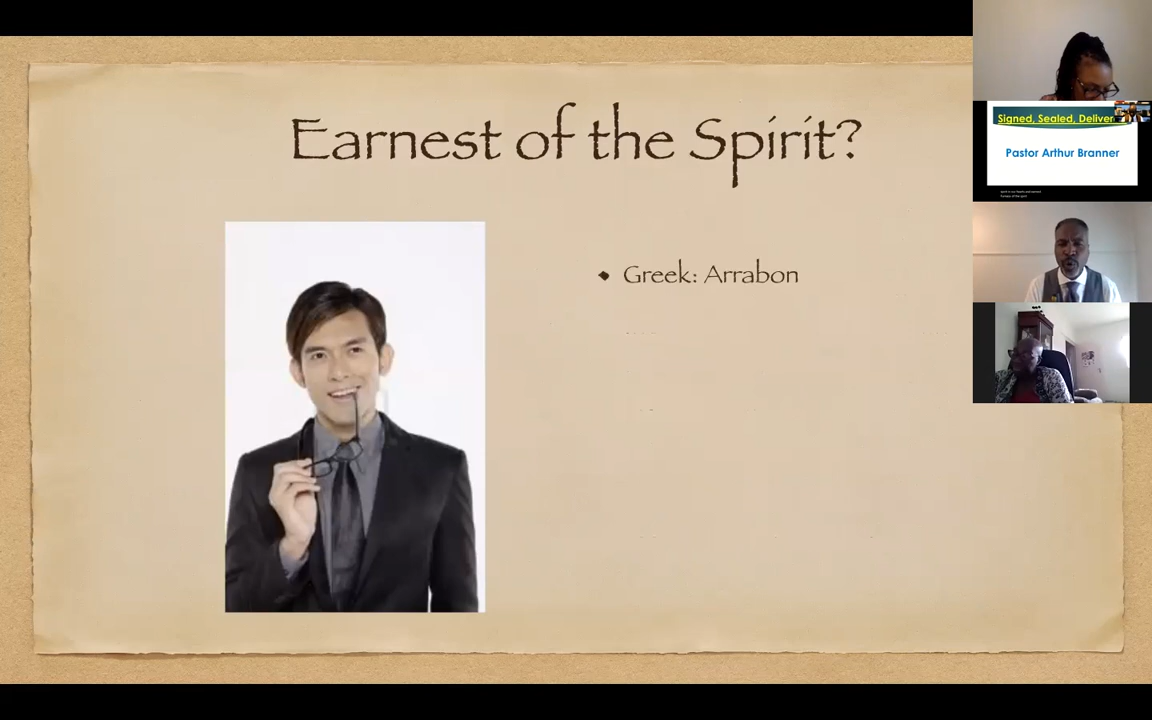 Earnest of the Spirit?
Greek: Arrabon
Signed, Sealed, Deliver
Pastor Arthur Branner